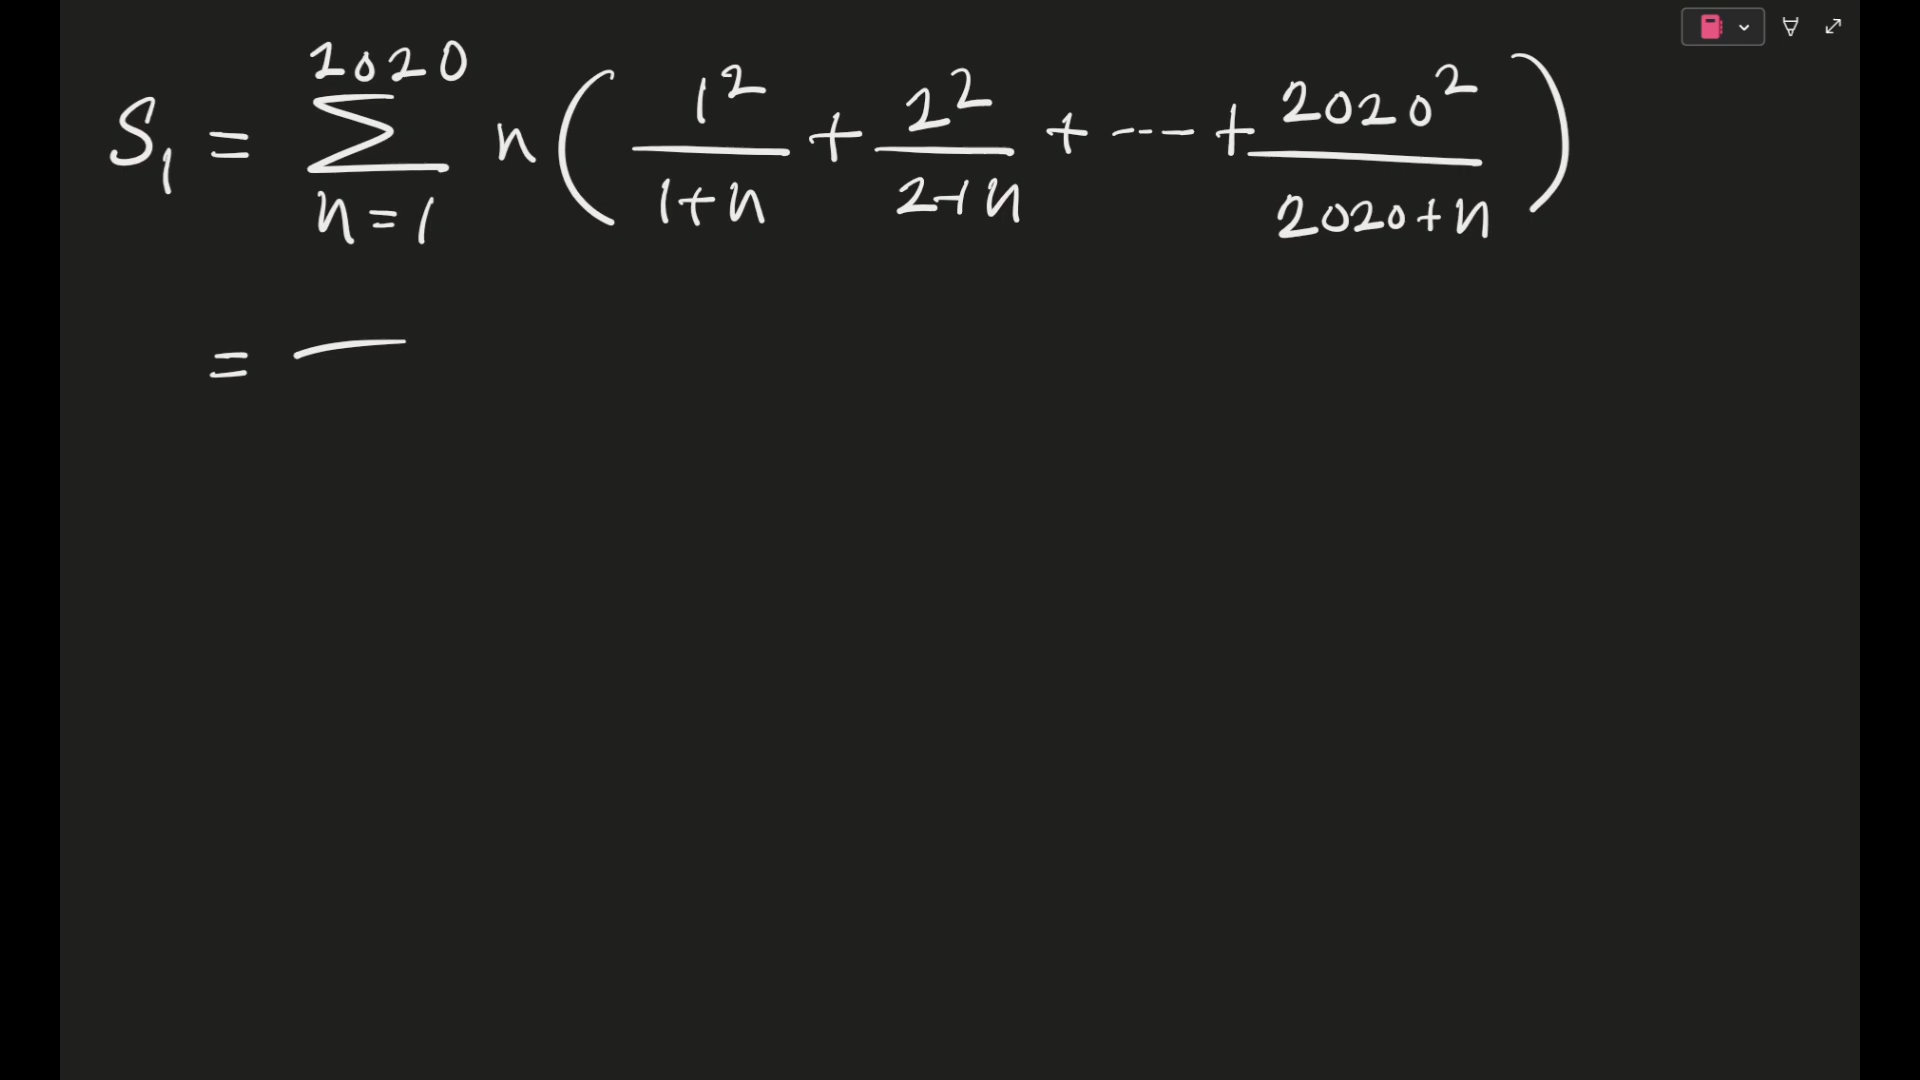 S₁ = ∑_{n=1}^{2020} n ( 1²/(1+n) + 2²/(2+n) + --- + 2020²/(2020+n) )
=